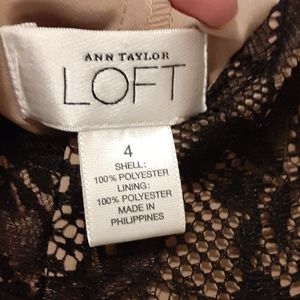 ANN TAYLOR
LOFT
4
SHELL:
100% POLYESTER
LINING:
100% POLYESTER
MADE IN
PHILIPPINES